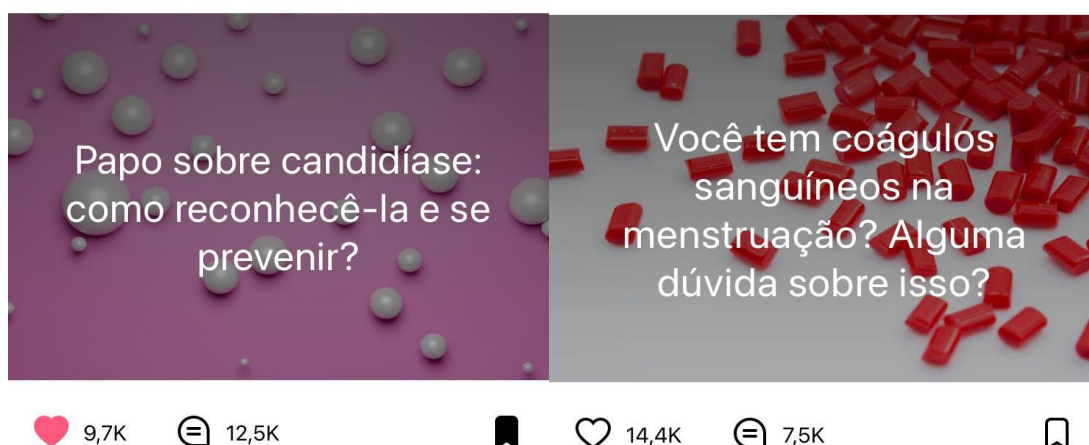 Papo sobre candidíase:
como reconhecê-la e se
prevenir?
9,7K
12,5K
Você tem coágulos
sanguíneos na
menstruação? Alguma
dúvida sobre isso?
14,4K
7,5K